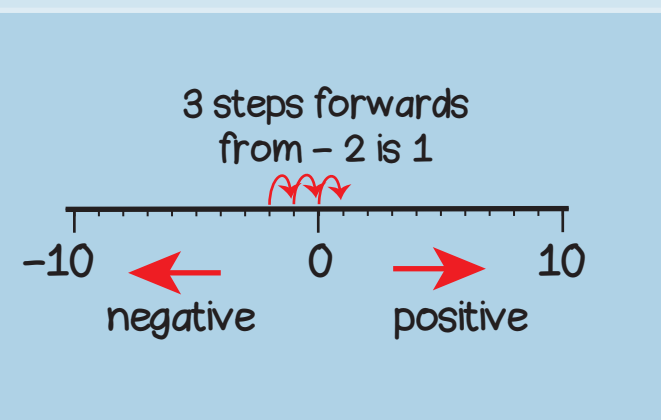 3 steps forwards
from – 2 is 1
–10 0 10
negative positive